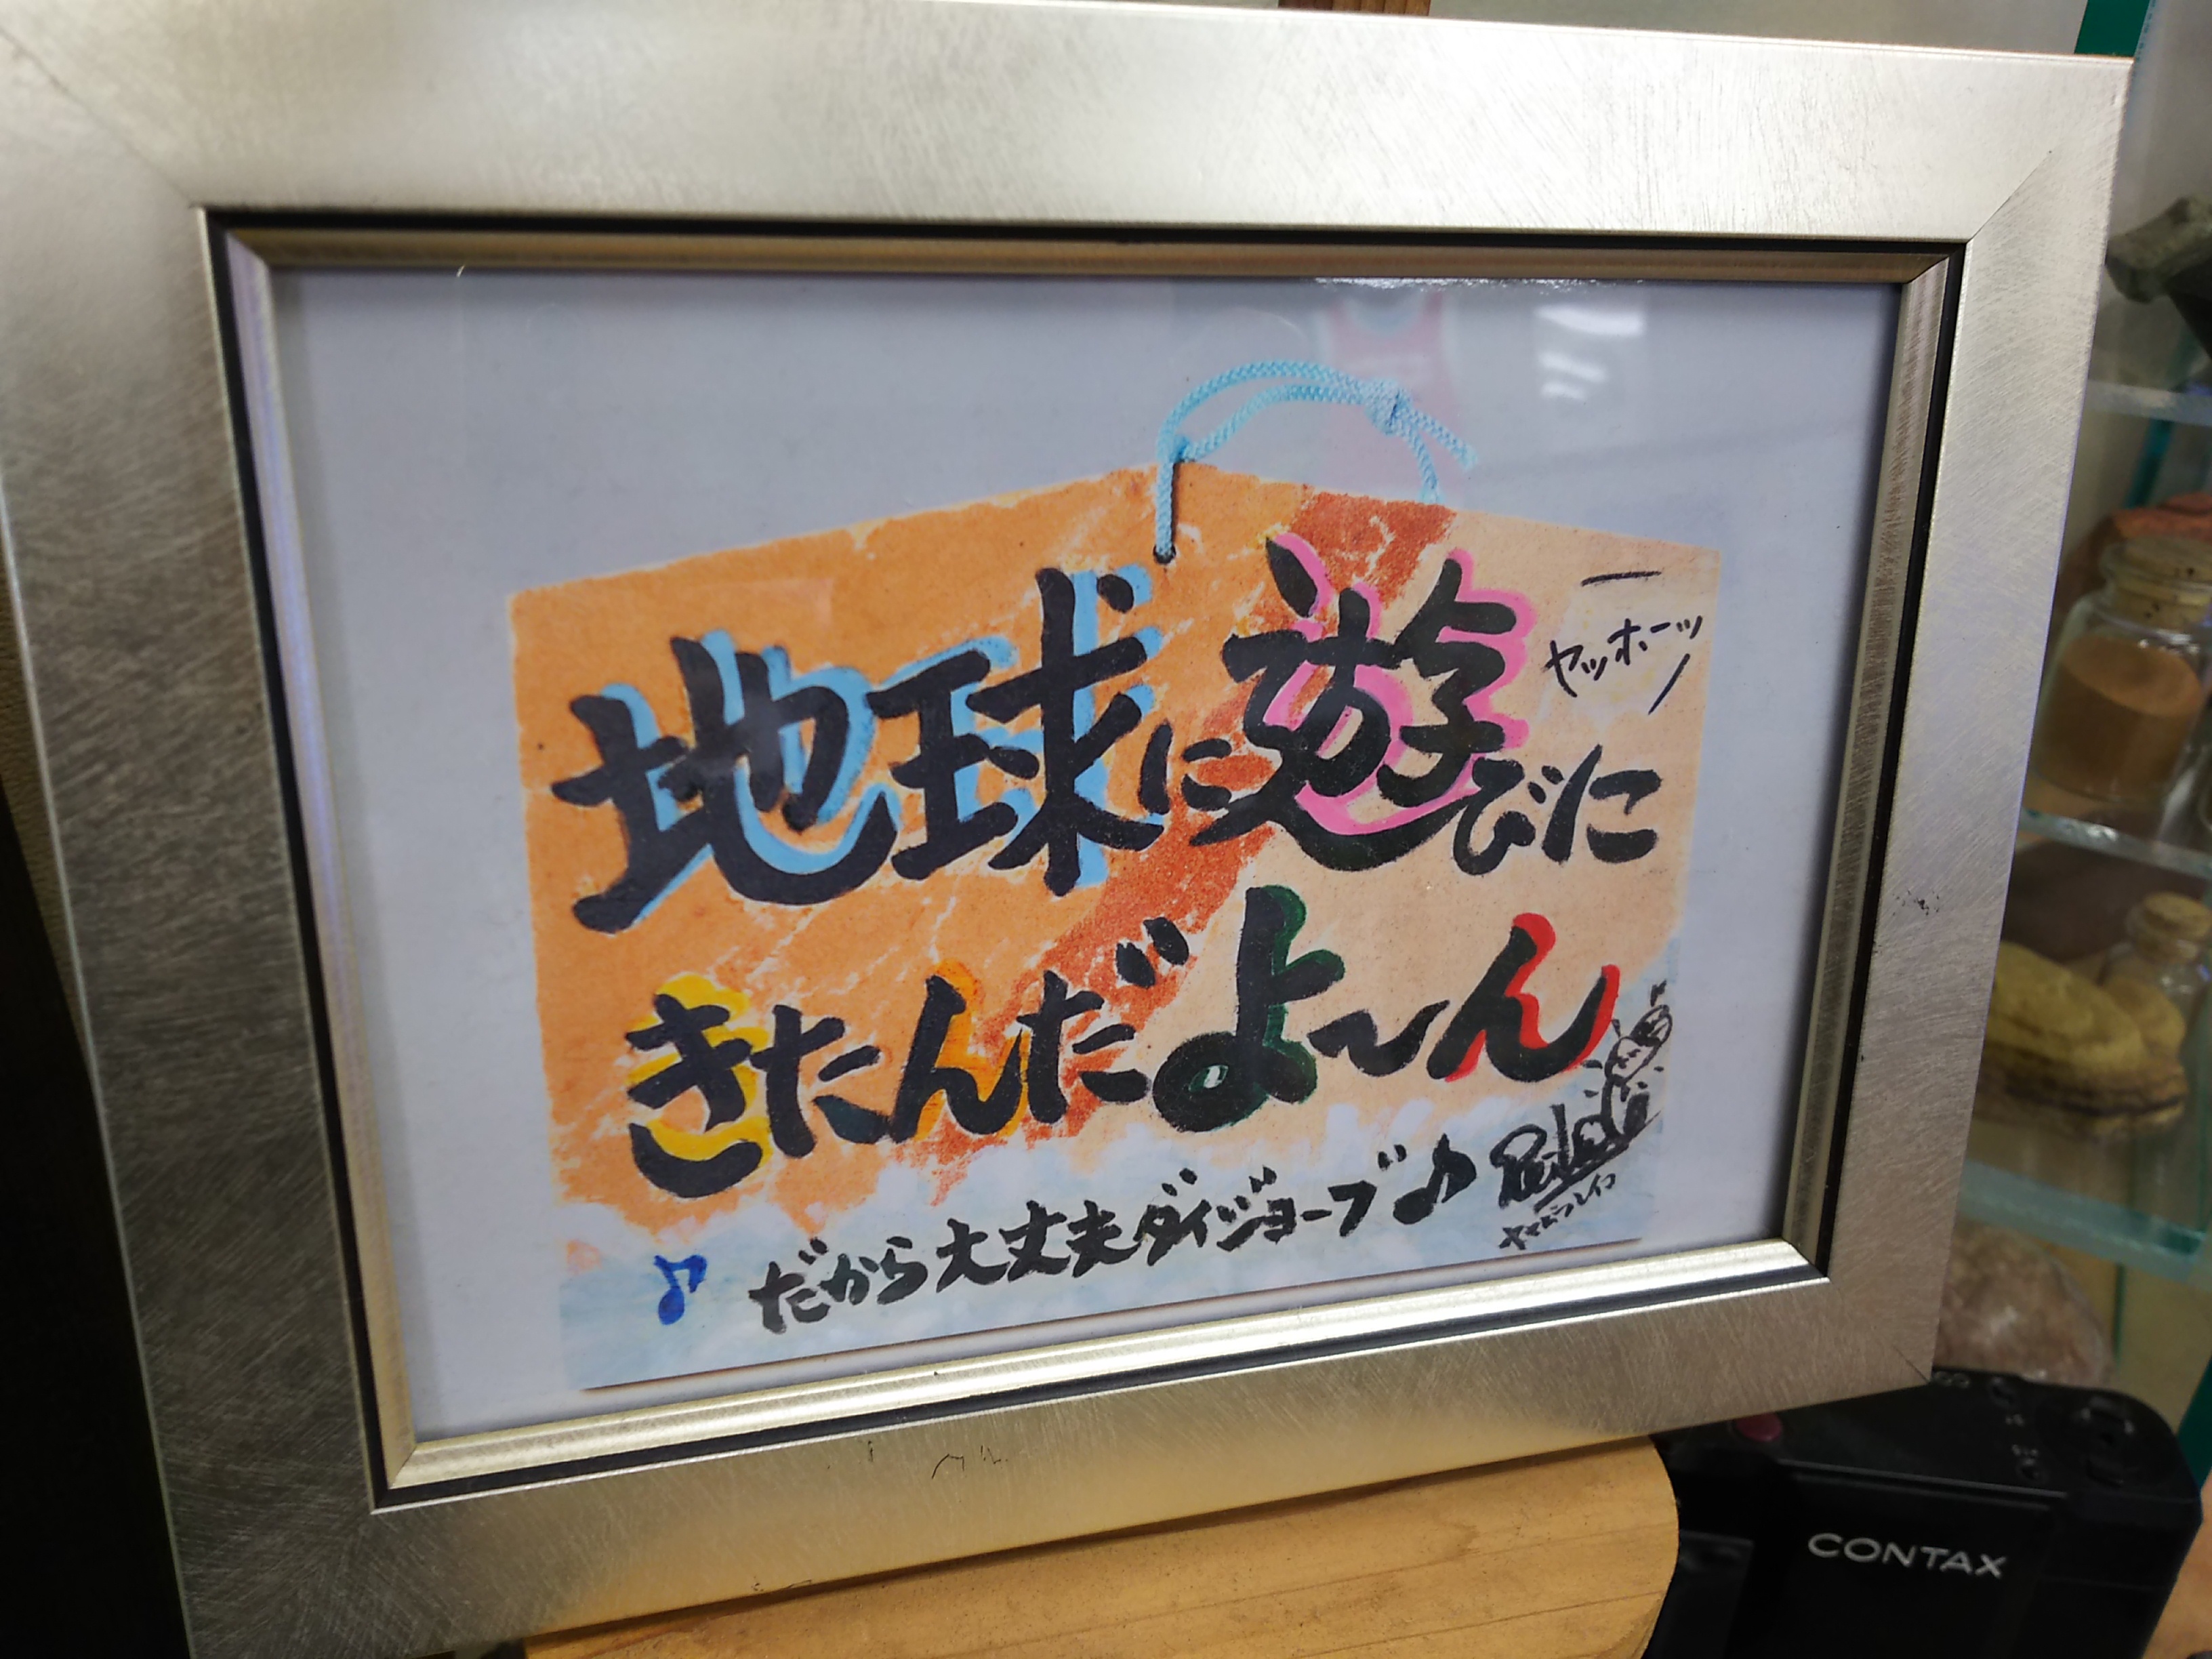 地球に遊びに
ヤッホーッ
きたんだよ〜ん
♪だから大丈夫ダイジョーブ♪
CONTAX